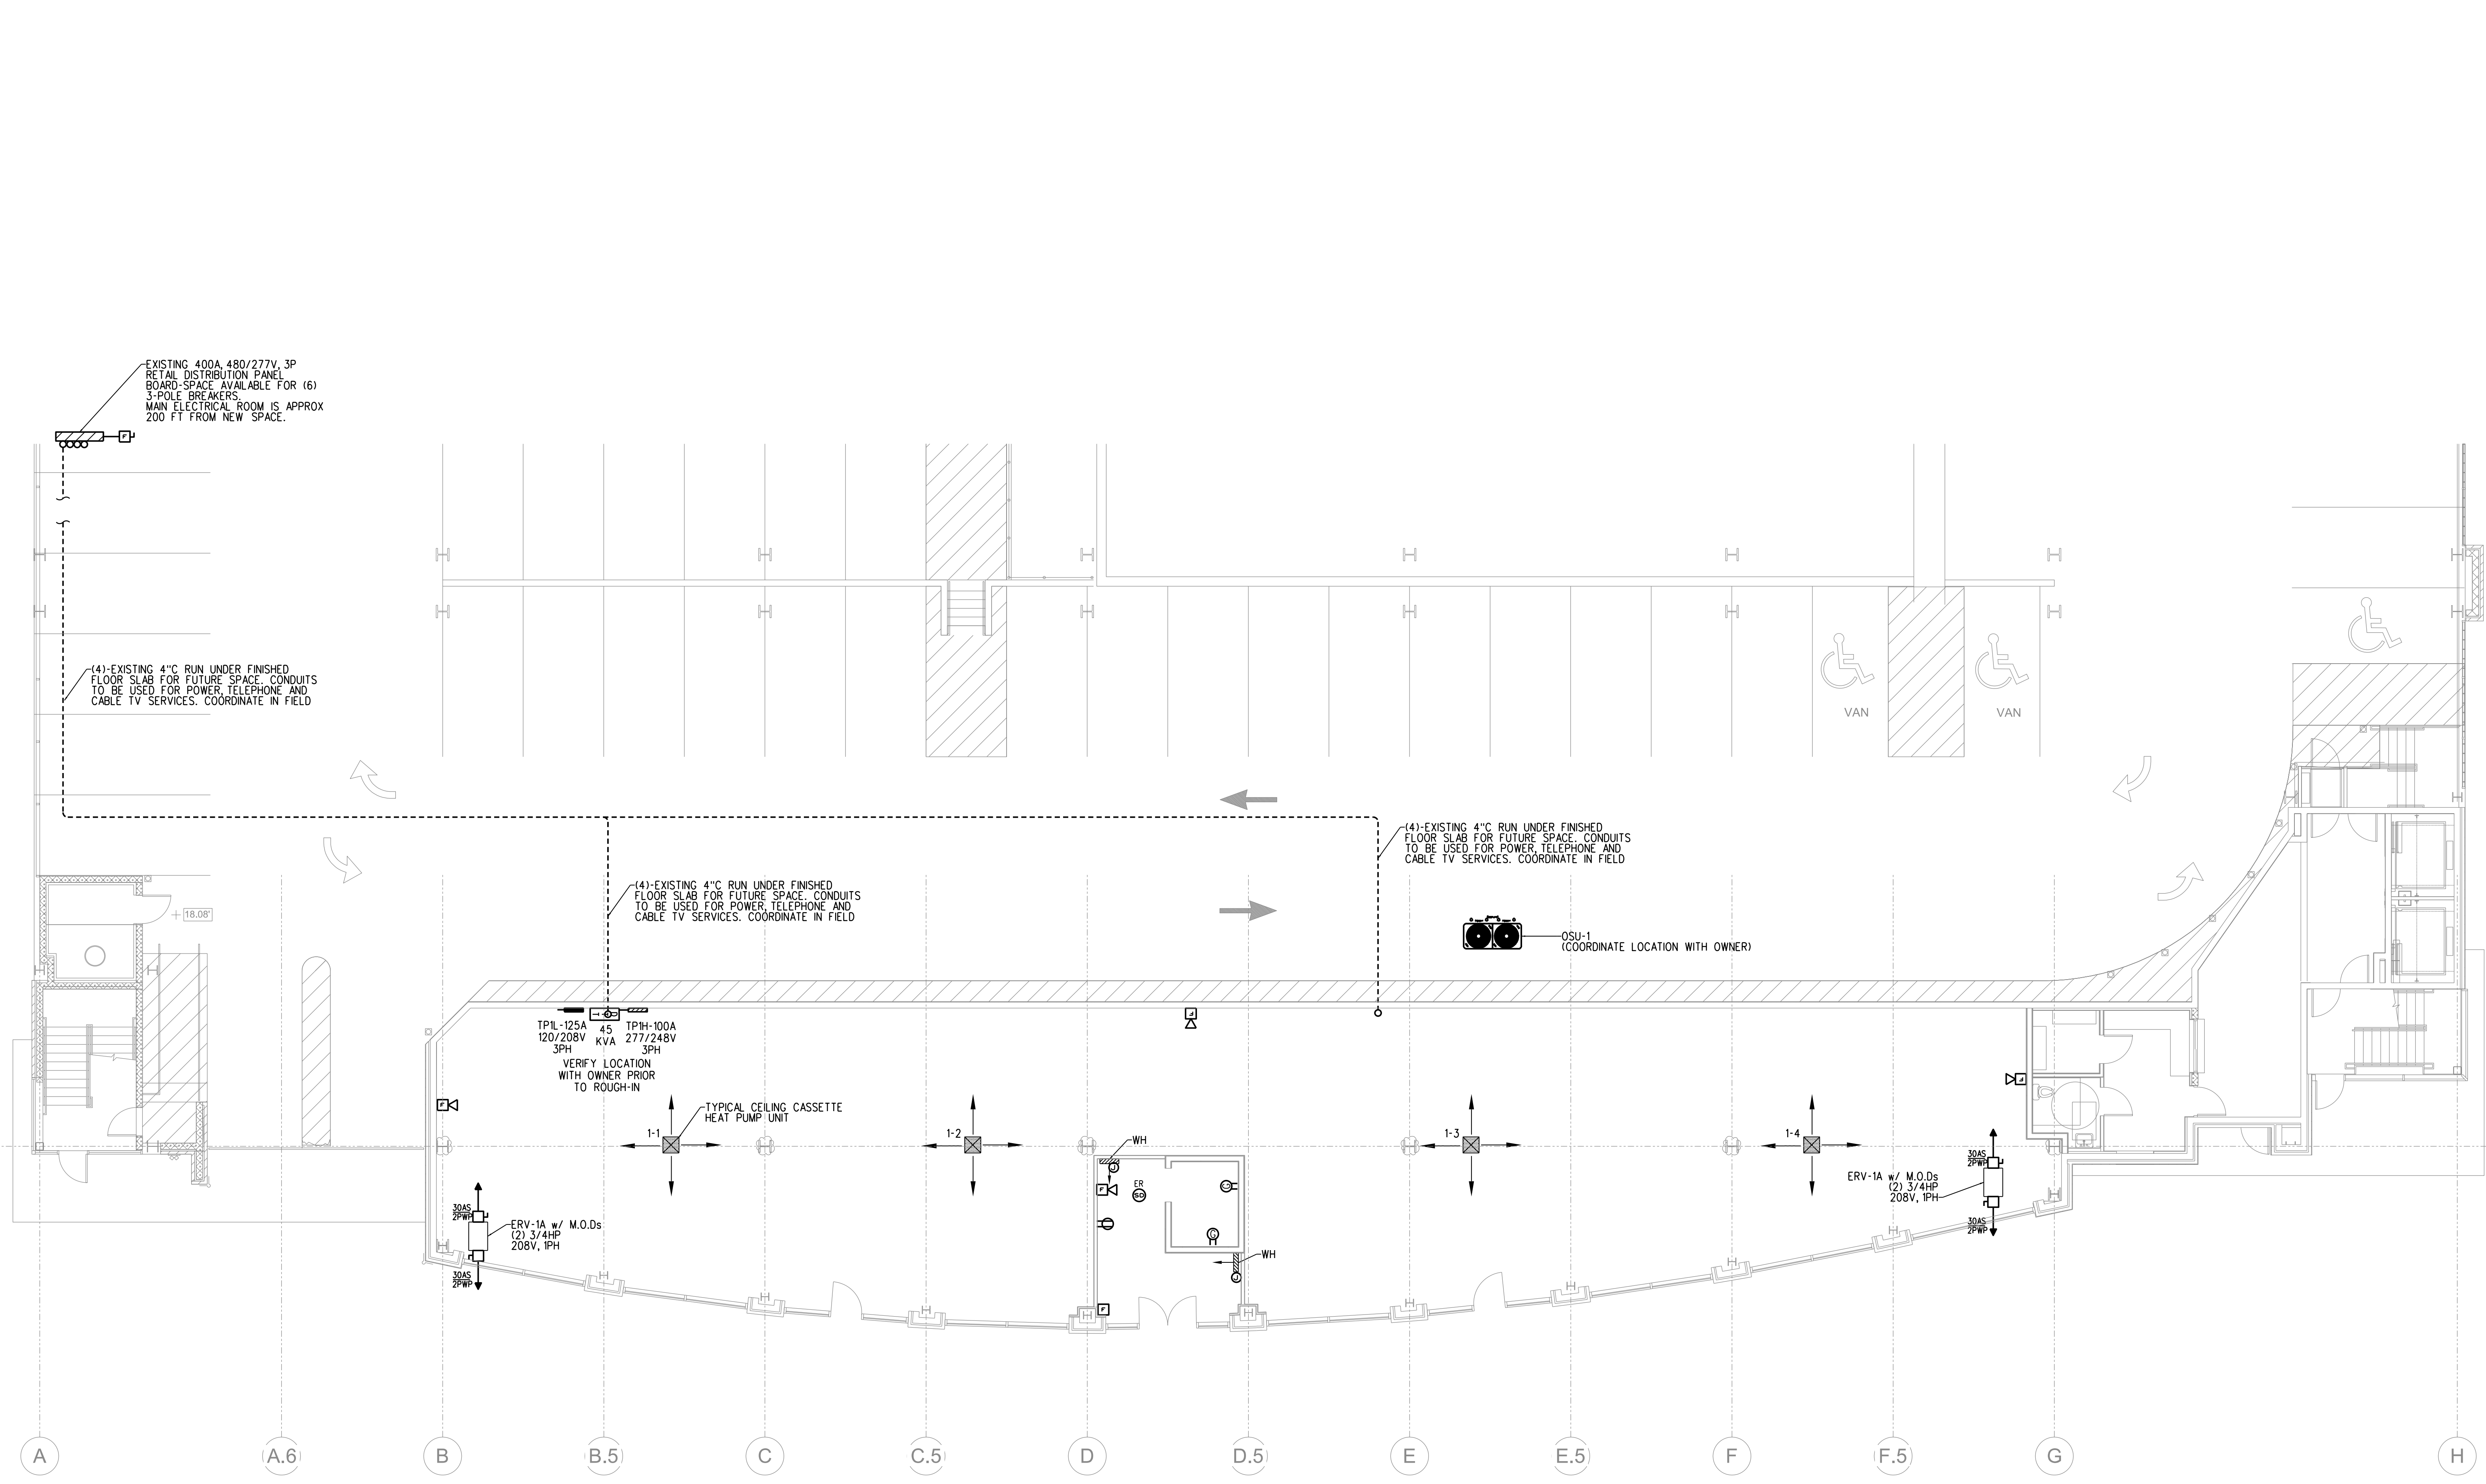 EXISTING 400A, 480/277V, 3P
RETAIL DISTRIBUTION PANEL
BOARD-SPACE AVAILABLE FOR (6)
3-POLE BREAKERS.
MAIN ELECTRICAL ROOM IS APPROX
200 FT FROM NEW SPACE.
F
(4)-EXISTING 4"C RUN UNDER FINISHED
FLOOR SLAB FOR FUTURE SPACE. CONDUITS
TO BE USED FOR POWER, TELEPHONE AND
CABLE TV SERVICES. COORDINATE IN FIELD
VAN
VAN
(4)-EXISTING 4"C RUN UNDER FINISHED
FLOOR SLAB FOR FUTURE SPACE. CONDUITS
TO BE USED FOR POWER, TELEPHONE AND
CABLE TV SERVICES. COORDINATE IN FIELD
(4)-EXISTING 4"C RUN UNDER FINISHED
FLOOR SLAB FOR FUTURE SPACE. CONDUITS
TO BE USED FOR POWER, TELEPHONE AND
CABLE TV SERVICES. COORDINATE IN FIELD
18.08'
OSU-1
(COORDINATE LOCATION WITH OWNER)
TP1L-125A
120/208V
3PH
45
KVA
TP1H-100A
277/248V
3PH
VERIFY LOCATION
WITH OWNER PRIOR
TO ROUGH-IN
F
F
F
TYPICAL CEILING CASSETTE
HEAT PUMP UNIT
1-1
1-2
1-3
1-4
WH
J
F
ER
SD
G
WH
J
F
30AS
2PWP
ERV-1A w/ M.O.Ds
(2) 3/4HP
208V, 1PH
30AS
2PWP
30AS
2PWP
ERV-1A w/ M.O.Ds
(2) 3/4HP
208V, 1PH
30AS
2PWP
A
A.6
B
B.5
C
C.5
D
D.5
E
E.5
F
F.5
G
H